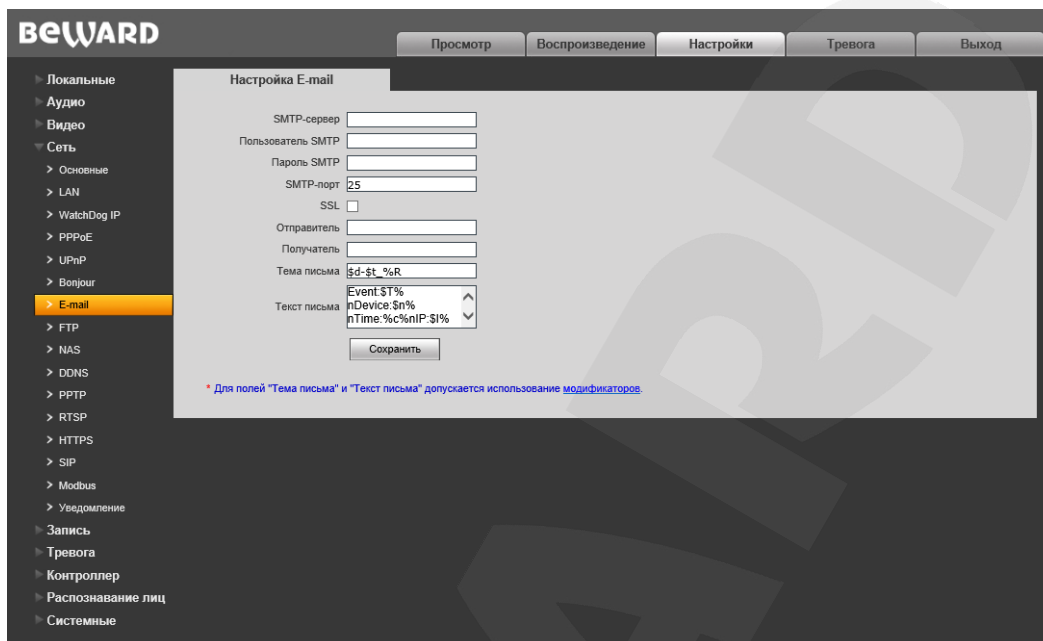 BEWARD
Просмотр Воспроизведение Настройки Тревога Выход
Локальные
Аудио
Видео
Сеть
Основные
LAN
WatchDog IP
PPPoE
UPnP
Bonjour
E-mail
FTP
NAS
DDNS
PPTP
RTSP
HTTPS
SIP
Modbus
Уведомление
Запись
Тревога
Контроллер
Распознавание лиц
Системные
Настройка E-mail
SMTP-сервер
Пользователь SMTP
Пароль SMTP
SMTP-порт 25
SSL
Отправитель
Получатель
Тема письма $d-$t_%R
Текст письма Event:$T%
nDevice:$n%
nTime:%c%nIP:$I%
Сохранить
* Для полей "Тема письма" и "Текст письма" допускается использование модификаторов.